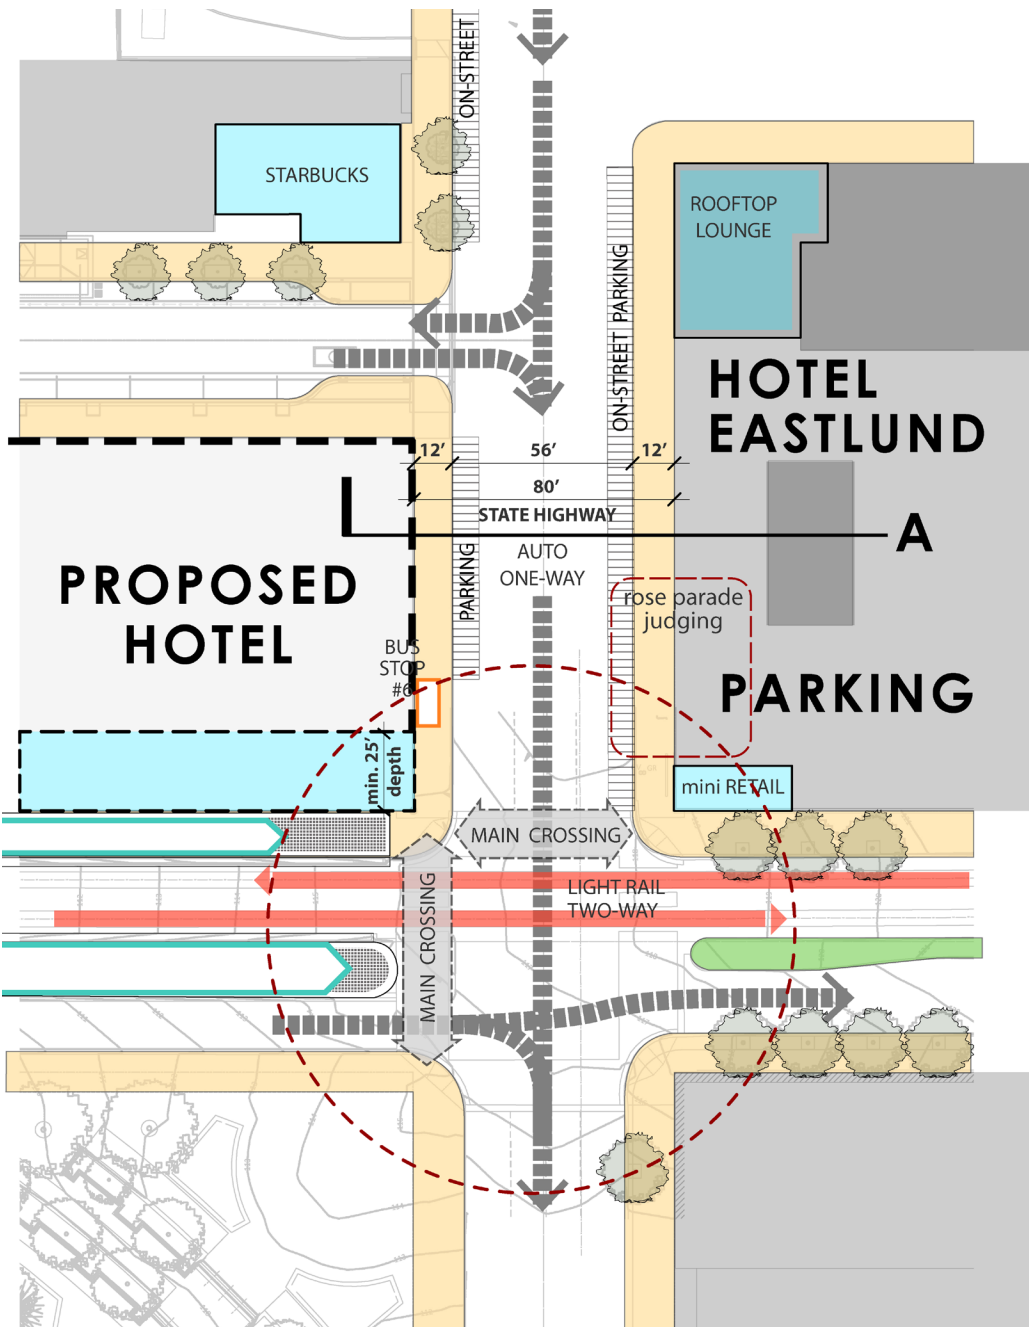 ON-STREET
STARBUCKS
ROOFTOP
LOUNGE
ON-STREET PARKING
HOTEL
EASTLUND
12’
56’
12’
80’
STATE HIGHWAY
A
AUTO
ONE-WAY
PARKING
PROPOSED
HOTEL
rose parade
judging
BUS
STOP
#6
PARKING
min. 25’
depth
mini RETAIL
MAIN CROSSING
MAIN CROSSING
LIGHT RAIL
TWO-WAY